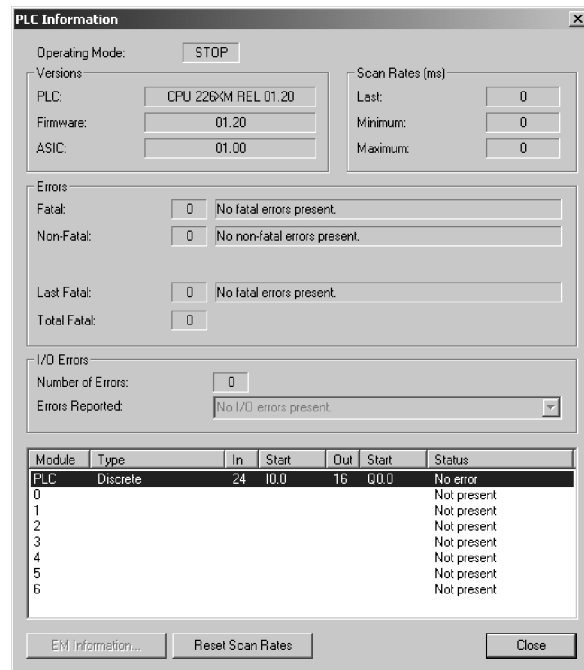 PLC Information
Operating Mode: STOP
Versions
PLC: CPU 226XM REL 01.20
Firmware: 01.20
ASIC: 01.00
Scan Rates (ms)
Last: 0
Minimum: 0
Maximum: 0
Errors
Fatal: 0 No fatal errors present.
Non-Fatal: 0 No non-fatal errors present.
Last Fatal: 0 No fatal errors present.
Total Fatal: 0
I/O Errors
Number of Errors: 0
Errors Reported: No I/O errors present.
Module Type In Start Out Start Status
PLC Discrete 24 I0.0 16 Q0.0 No error
0 Not present
1 Not present
2 Not present
3 Not present
4 Not present
5 Not present
6 Not present
EM Information... Reset Scan Rates Close